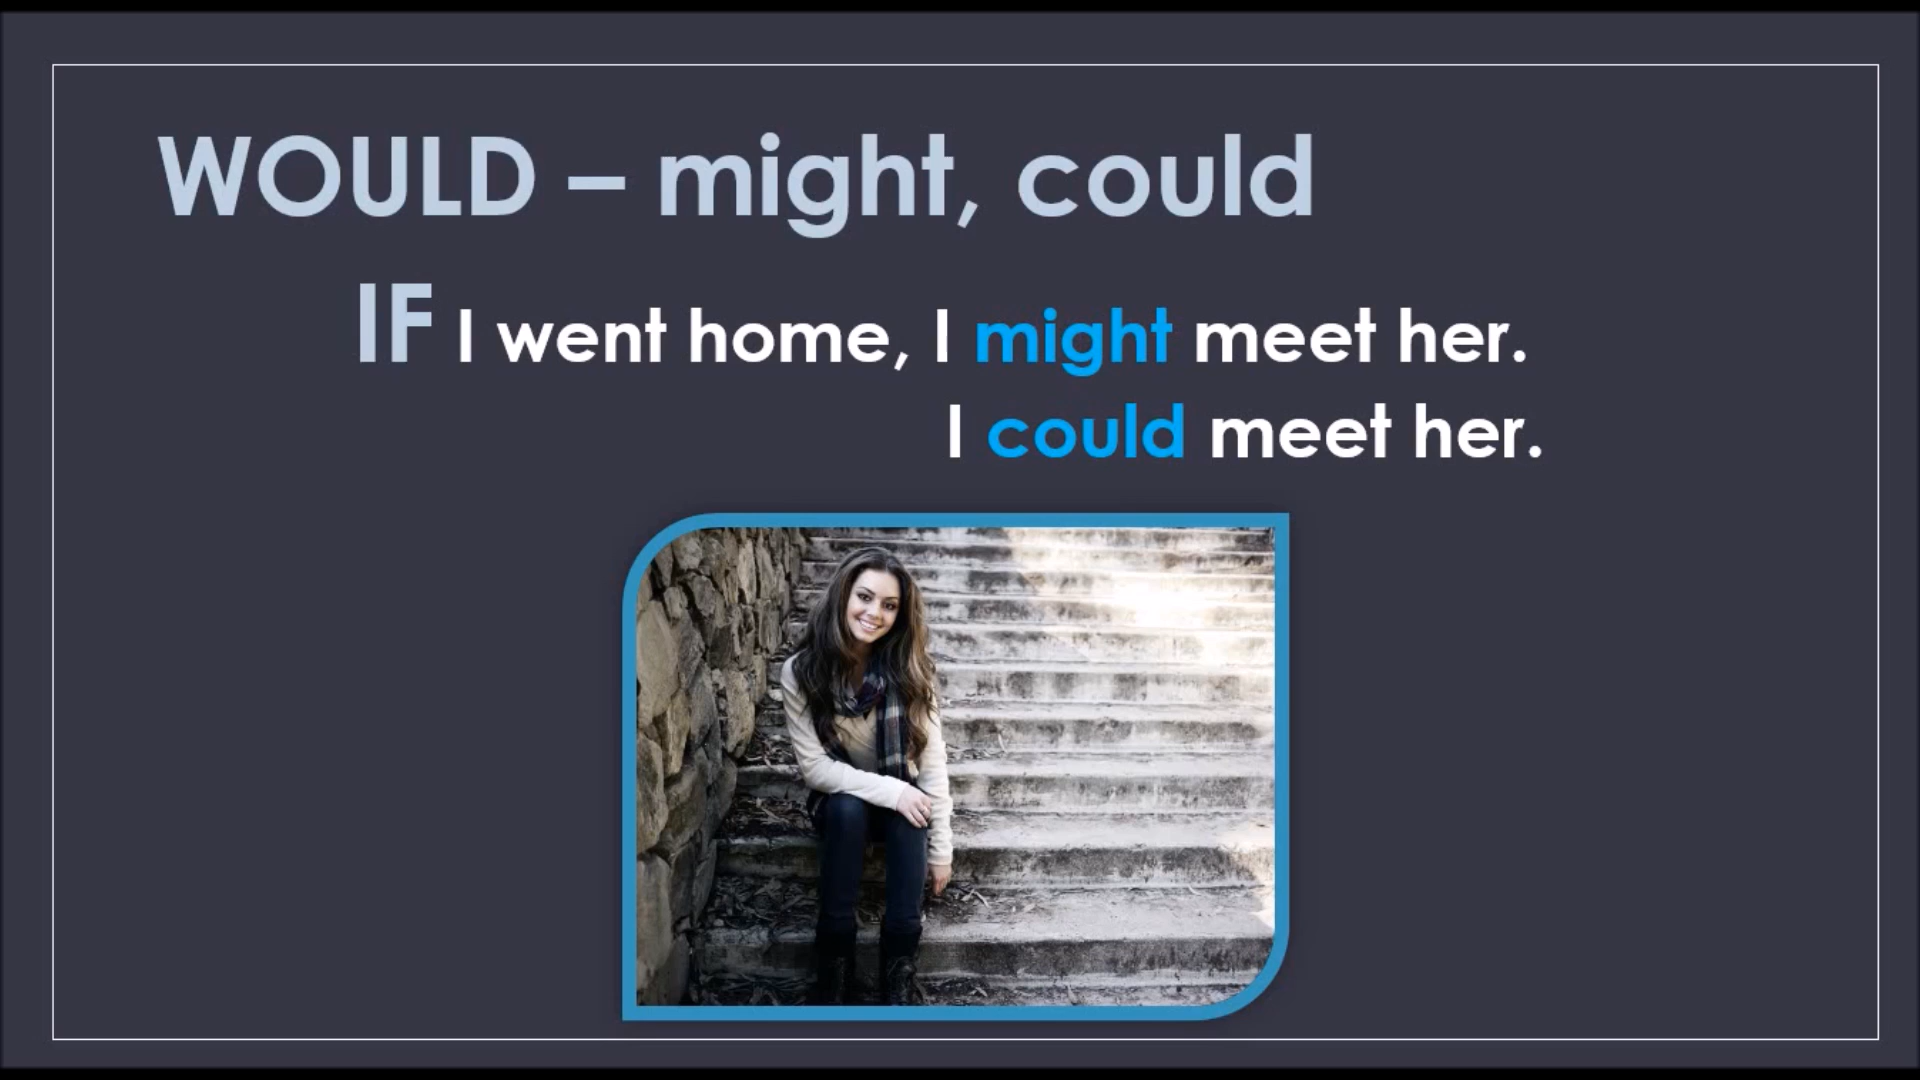 WOULD – might, could
IF I went home, I might meet her.
I could meet her.